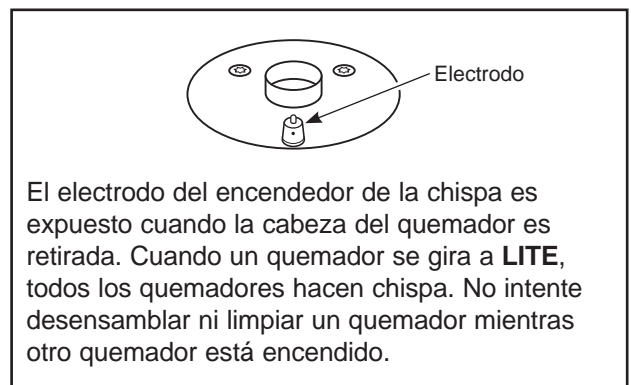 Electrodo
El electrodo del encendedor de la chispa es
expuesto cuando la cabeza del quemador es
retirada. Cuando un quemador se gira a LITE,
todos los quemadores hacen chispa. No intente
desensamblar ni limpiar un quemador mientras
otro quemador está encendido.